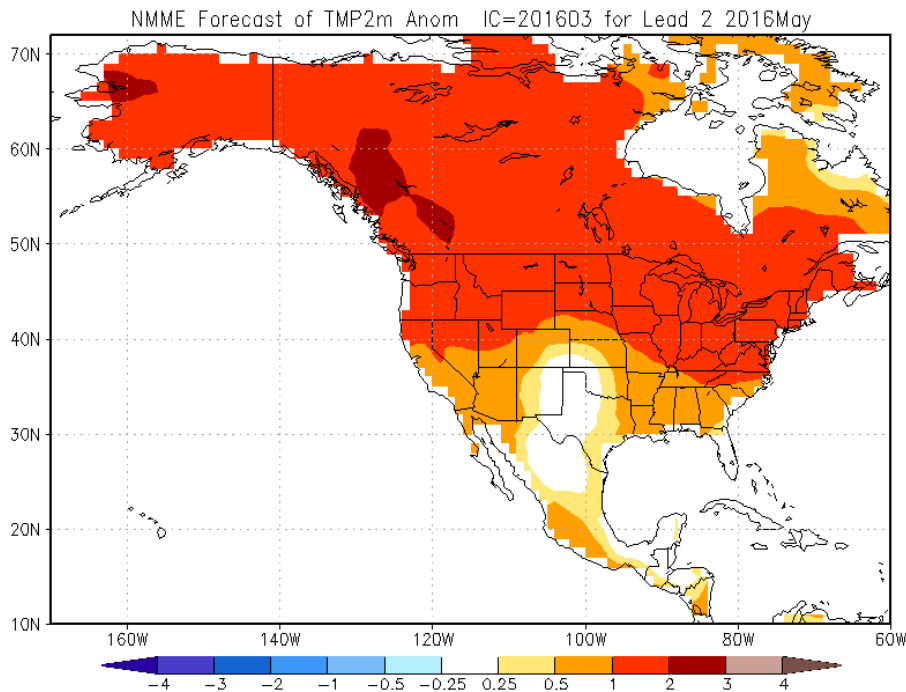 NMME Forecast of TMP2m Anom IC=201603 for Lead 2 2016May
70N
60N
50N
40N
30N
20N
10N
160W 140W 120W 100W 80W 60W
-4 -3 -2 -1 -0.5 -0.25 0.25 0.5 1 2 3 4